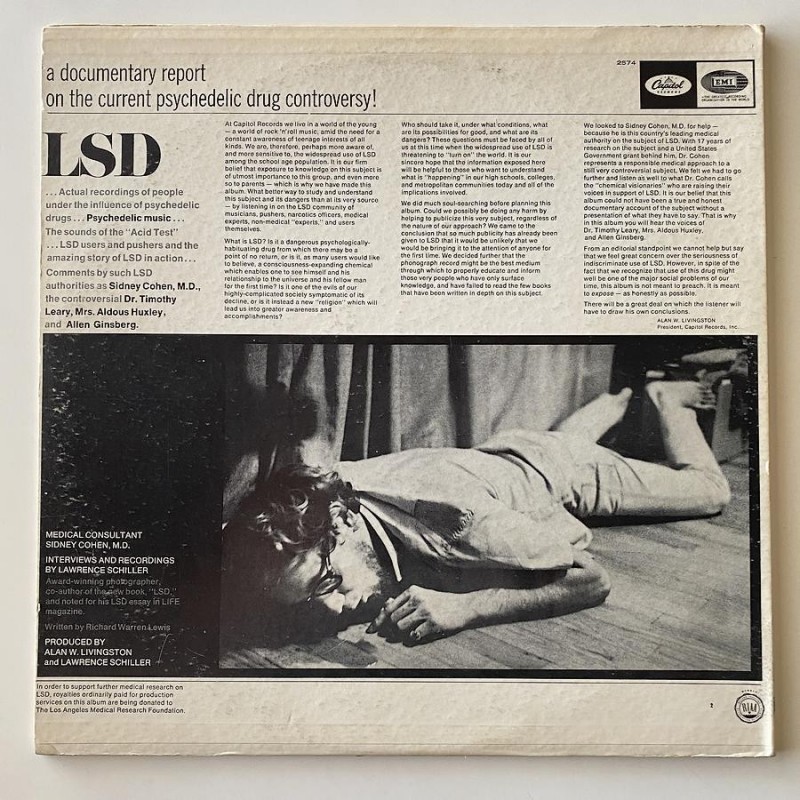 a documentary report
on the current psychedelic drug controversy!
2574
Capitol
RECORDS
EMI
LSD
...Actual recordings of people
under the influence of psychedelic
drugs... Psychedelic music...
The sounds of the "Acid Test"
...LSD users and pushers and the
amazing story of LSD in action...
Comments by such LSD
authorities as Sidney Cohen, M.D.,
the controversial Dr. Timothy
Leary, Mrs. Aldous Huxley,
and Allen Ginsberg.
At Capitol Records we live in a world of the young
— a world of rock 'n'roll music, amid the need for a
constant awareness of teenage interests of all
kinds. We are, therefore, perhaps more aware of,
and more sensitive to, the widespread use of LSD
among the school age population. It is our firm
belief that exposure to knowledge on this subject is
of utmost importance to this group, and even more
so to parents — which is why we have made this
album. What better way to study and understand
this subject and its dangers than at its very source
— by listening in on the LSD community of
musicians, pushers, narcotics officers, medical
experts, non-medical "experts," and users
themselves.
What is LSD? Is it a dangerous psychologically-
habituating drug from which there may be a
point of no return, or is it, as many users would like
to believe, a consciousness-expanding chemical
which enables one to see himself and his
relationship to the universe and his fellow man
for the first time? Is it one of the evils of our
highly-complicated society symptomatic of its
decline, or is it instead a new "religion" which will
lead us into greater awareness and
accomplishments?
Who should take it, under what conditions, what
are its possibilities for good, and what are its
dangers? These questions must be faced by all of
us at this time when the widespread use of LSD is
threatening to "turn on" the world. It is our
sincere hope that the information exposed here
will be helpful to those who want to understand
what is "happening" in our high schools, colleges,
and metropolitan communities today and all of the
implications involved.
We did much soul-searching before planning this
album. Could we possibly be doing any harm by
helping to publicize this very subject, regardless of
the nature of our approach? We came to the
conclusion that so much publicity has already been
given to LSD that it would be unlikely that we
would be bringing it to the attention of anyone for
the first time. We decided further that the
phonograph record might be the best medium
through which to properly educate and inform
those very people who have only surface
knowledge, and have failed to read the few books
that have been written in depth on this subject.
We looked to Sidney Cohen, M.D. for help —
because he is this country's leading medical
authority on the subject of LSD. With 17 years of
research on the subject and a United States
Government grant behind him, Dr. Cohen
represents a responsible medical approach to a
still very controversial subject. We felt we had to go
further and listen as well to what Dr. Cohen calls
the "chemical visionaries" who are raising their
voices in support of LSD. It is our belief that this
album could not have been a true and honest
documentary account of the subject without a
presentation of what they have to say. That is why
in this album you will hear the voices of
Dr. Timothy Leary, Mrs. Aldous Huxley,
and Allen Ginsberg.
From an editorial standpoint we cannot help but say
that we feel great concern over the seriousness of
indiscriminate use of LSD. However, in spite of the
fact that we recognize that use of this drug might
well be one of the major social problems of our
time, this album is not meant to preach. It is meant
to expose — as honestly as possible.
There will be a great deal on which the listener will
have to draw his own conclusions.
ALAN W. LIVINGSTON
President, Capitol Records, Inc.
MEDICAL CONSULTANT
SIDNEY COHEN, M.D.
INTERVIEWS AND RECORDINGS
BY LAWRENCE SCHILLER
Award-winning photographer,
co-author of the new book, "LSD,"
and noted for his LSD essay in LIFE
magazine.
Written by Richard Warren Lewis
PRODUCED BY
ALAN W. LIVINGSTON
and LAWRENCE SCHILLER
In order to support further medical research on
LSD, royalties ordinarily paid for production
services on this album are being donated to
The Los Angeles Medical Research Foundation.
2
RIAA